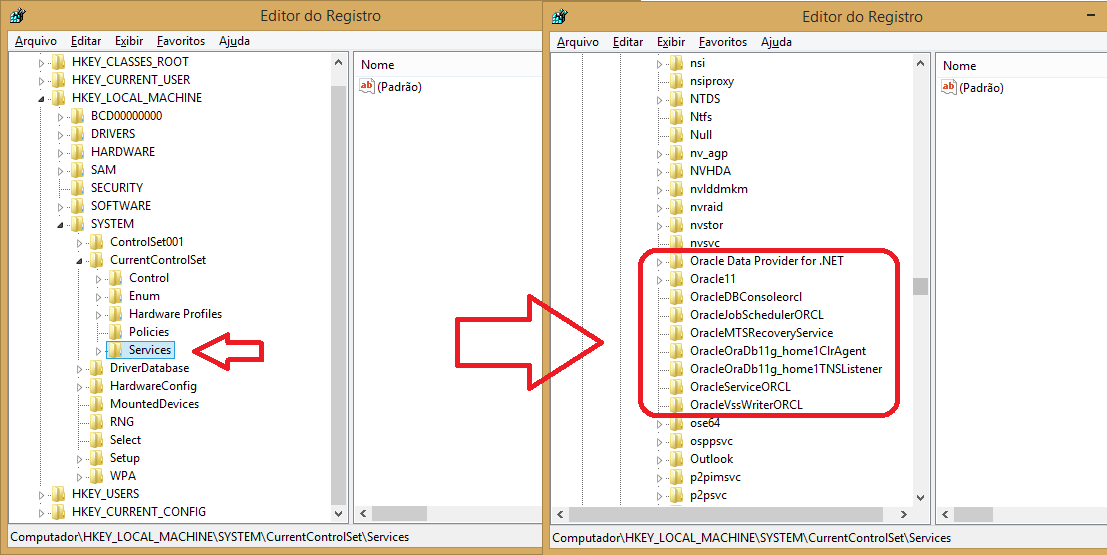 Editor do Registro
Arquivo Editar Exibir Favoritos Ajuda
HKEY_CLASSES_ROOT
HKEY_CURRENT_USER
HKEY_LOCAL_MACHINE
BCD00000000
DRIVERS
HARDWARE
SAM
SECURITY
SOFTWARE
SYSTEM
ControlSet001
CurrentControlSet
Control
Enum
Hardware Profiles
Policies
Services
DriverDatabase
HardwareConfig
MountedDevices
RNG
Select
Setup
WPA
HKEY_USERS
HKEY_CURRENT_CONFIG
Nome
ab (Padrão)
Computador\HKEY_LOCAL_MACHINE\SYSTEM\CurrentControlSet\Services
Editor do Registro
Arquivo Editar Exibir Favoritos Ajuda
nsi
nsiproxy
NTDS
Ntfs
Null
nv_agp
NVHDA
nvlddmkm
nvraid
nvstor
nvsvc
Oracle Data Provider for .NET
Oracle11
OracleDBConsoleorcl
OracleJobSchedulerORCL
OracleMTSRecoveryService
OracleOraDb11g_home1ClrAgent
OracleOraDb11g_home1TNSListener
OracleServiceORCL
OracleVssWriterORCL
ose64
osppsvc
Outlook
p2pimsvc
p2psvc
Nome
ab (Padrão)
Computador\HKEY_LOCAL_MACHINE\SYSTEM\CurrentControlSet\Services